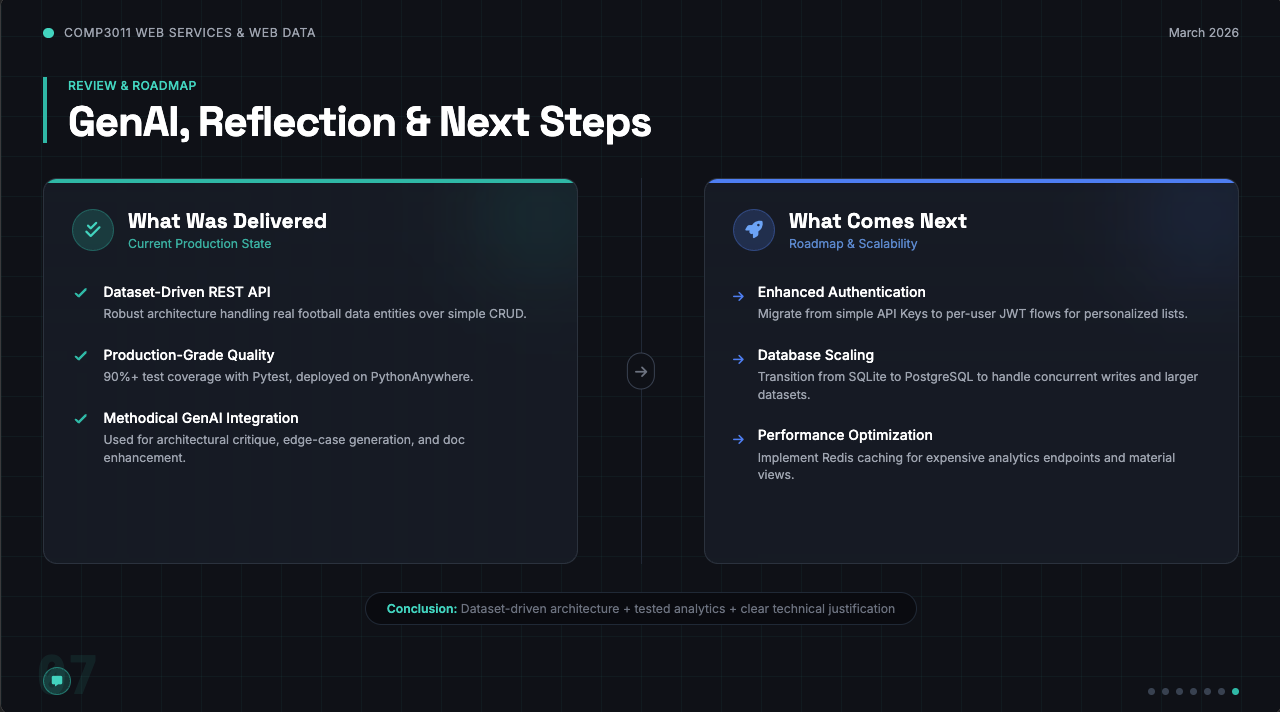 COMP3011 WEB SERVICES & WEB DATA
March 2026
REVIEW & ROADMAP
GenAI, Reflection & Next Steps
What Was Delivered
Current Production State
Dataset-Driven REST API
Robust architecture handling real football data entities over simple CRUD.
Production-Grade Quality
90%+ test coverage with Pytest, deployed on PythonAnywhere.
Methodical GenAI Integration
Used for architectural critique, edge-case generation, and doc
enhancement.
What Comes Next
Roadmap & Scalability
Enhanced Authentication
Migrate from simple API Keys to per-user JWT flows for personalized lists.
Database Scaling
Transition from SQLite to PostgreSQL to handle concurrent writes and larger
datasets.
Performance Optimization
Implement Redis caching for expensive analytics endpoints and material
views.
Conclusion: Dataset-driven architecture + tested analytics + clear technical justification
07